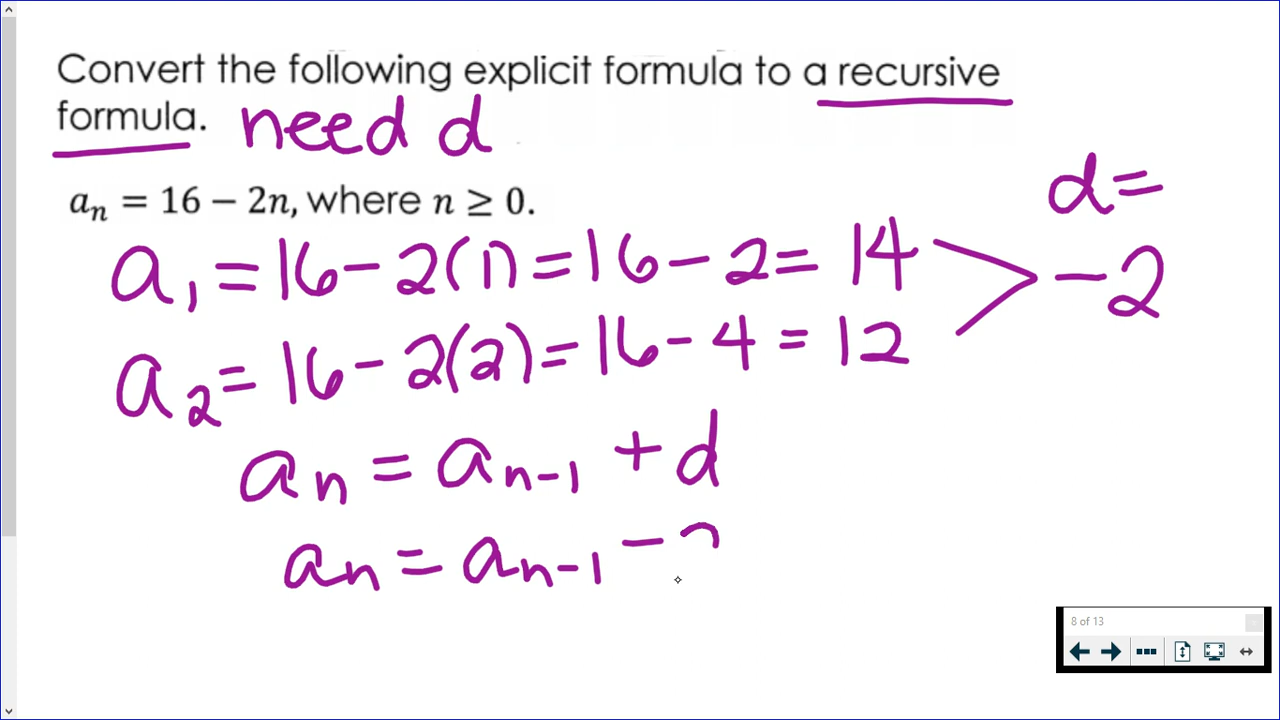 Convert the following explicit formula to a recursive
formula. need d
aₙ = 16 − 2n, where n ≥ 0.
d =
a₁ = 16 − 2(1) = 16 − 2 = 14
−2
a₂ = 16 − 2(2) = 16 − 4 = 12
aₙ = aₙ₋₁ + d
aₙ = aₙ₋₁ −
8 of 13